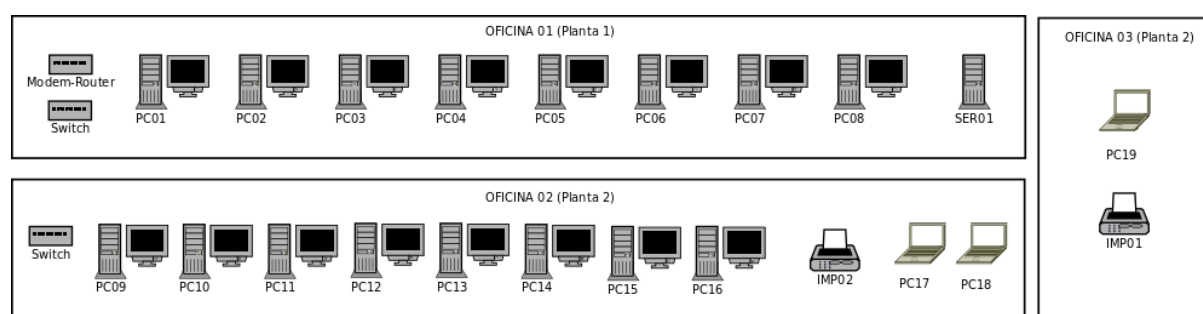 OFICINA 01 (Planta 1)
Modem-Router
Switch
PC01
PC02
PC03
PC04
PC05
PC06
PC07
PC08
SER01
OFICINA 02 (Planta 2)
Switch
PC09
PC10
PC11
PC12
PC13
PC14
PC15
PC16
IMP02
PC17
PC18
OFICINA 03 (Planta 2)
PC19
IMP01